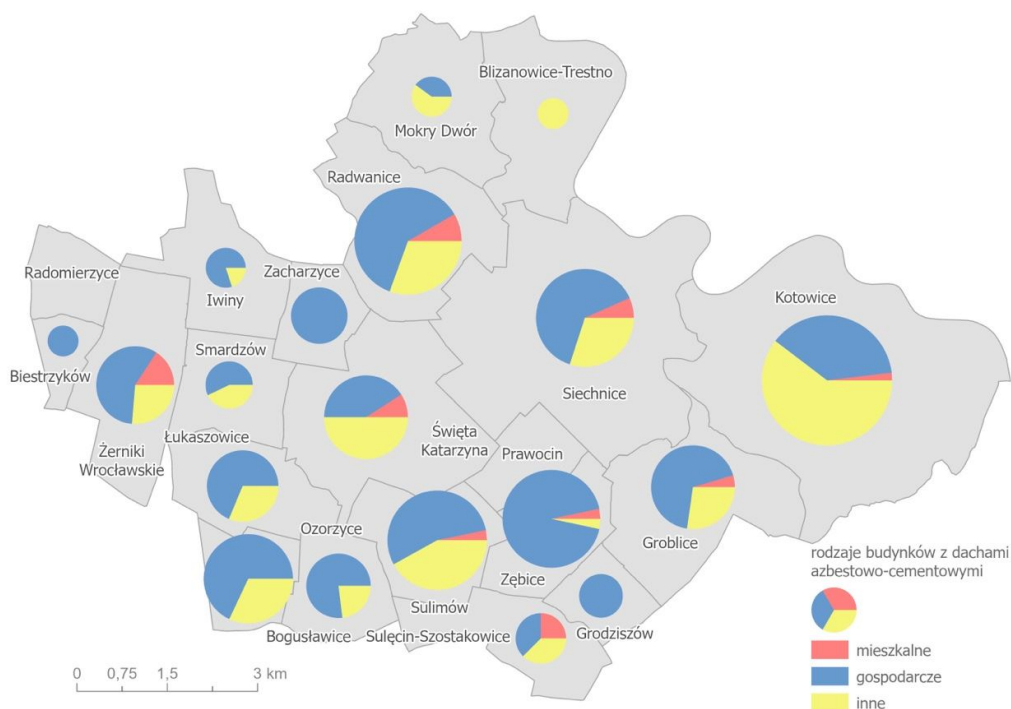 Blizanowice-Trestno
Mokry Dwór
Radwanice
Radomierzyce
Iwiny
Zacharzyce
Kotowice
Biestrzyków
Smardzów
Siechnice
Żerniki
Wrocławskie
Łukaszowice
Święta
Katarzyna
Prawocin
Ozorzyce
Groblice
Zębice
Sulimów
Bogusławice
Sulęcin-Szostakowice
Grodziszów
rodzaje budynków z dachami
azbestowo-cementowymi
mieszkalne
gospodarcze
inne
0 0,75 1,5 3 km